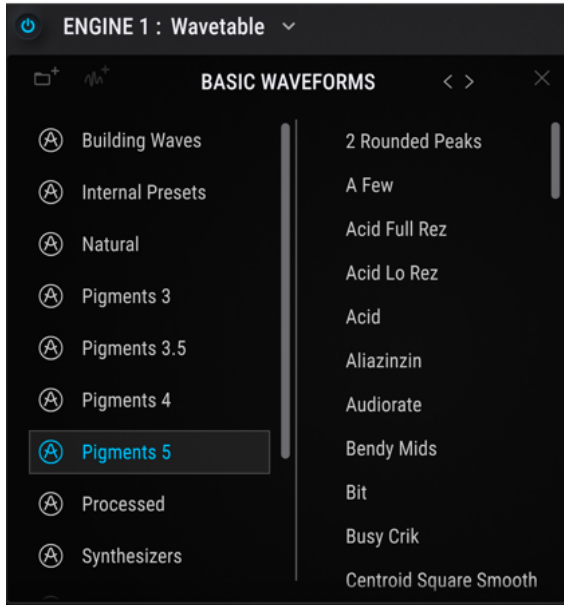 ENGINE 1 : Wavetable
BASIC WAVEFORMS
Building Waves
Internal Presets
Natural
Pigments 3
Pigments 3.5
Pigments 4
Pigments 5
Processed
Synthesizers
2 Rounded Peaks
A Few
Acid Full Rez
Acid Lo Rez
Acid
Aliazinzin
Audiorate
Bendy Mids
Bit
Busy Crik
Centroid Square Smooth